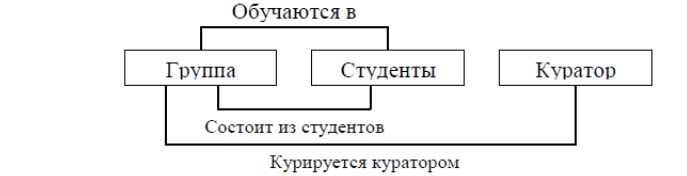 Обучаются в
Группа Студенты Куратор
Состоит из студентов
Курируется куратором